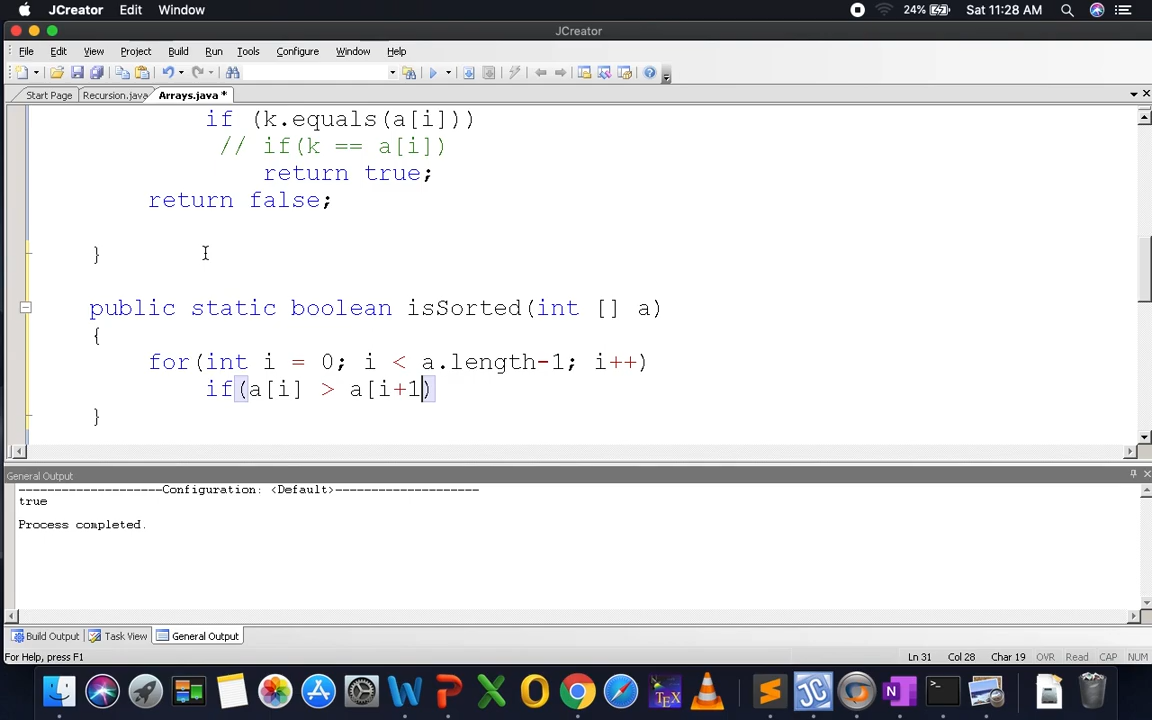 JCreator Edit Window 24% Sat 11:28 AM
JCreator
File Edit View Project Build Run Tools Configure Window Help
Start Page Recursion.java Arrays.java *
if (k.equals(a[i]))
// if(k == a[i])
return true;
return false;
}
public static boolean isSorted(int [] a)
{
for(int i = 0; i < a.length-1; i++)
if(a[i] > a[i+1)
}
General Output
--------------------Configuration: <Default>--------------------
true
Process completed.
Build Output Task View General Output
For Help, press F1 Ln 31 Col 28 Char 19 OVR Read CAP NUM